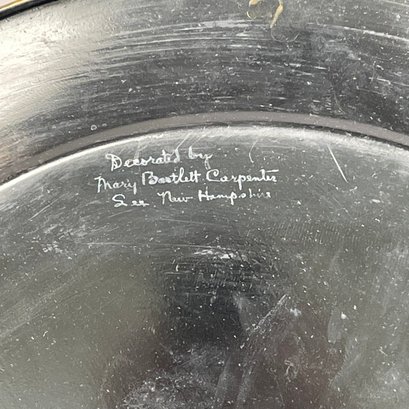 Decorated by
Mary Bartlett Carpenter
Lee New Hampshire